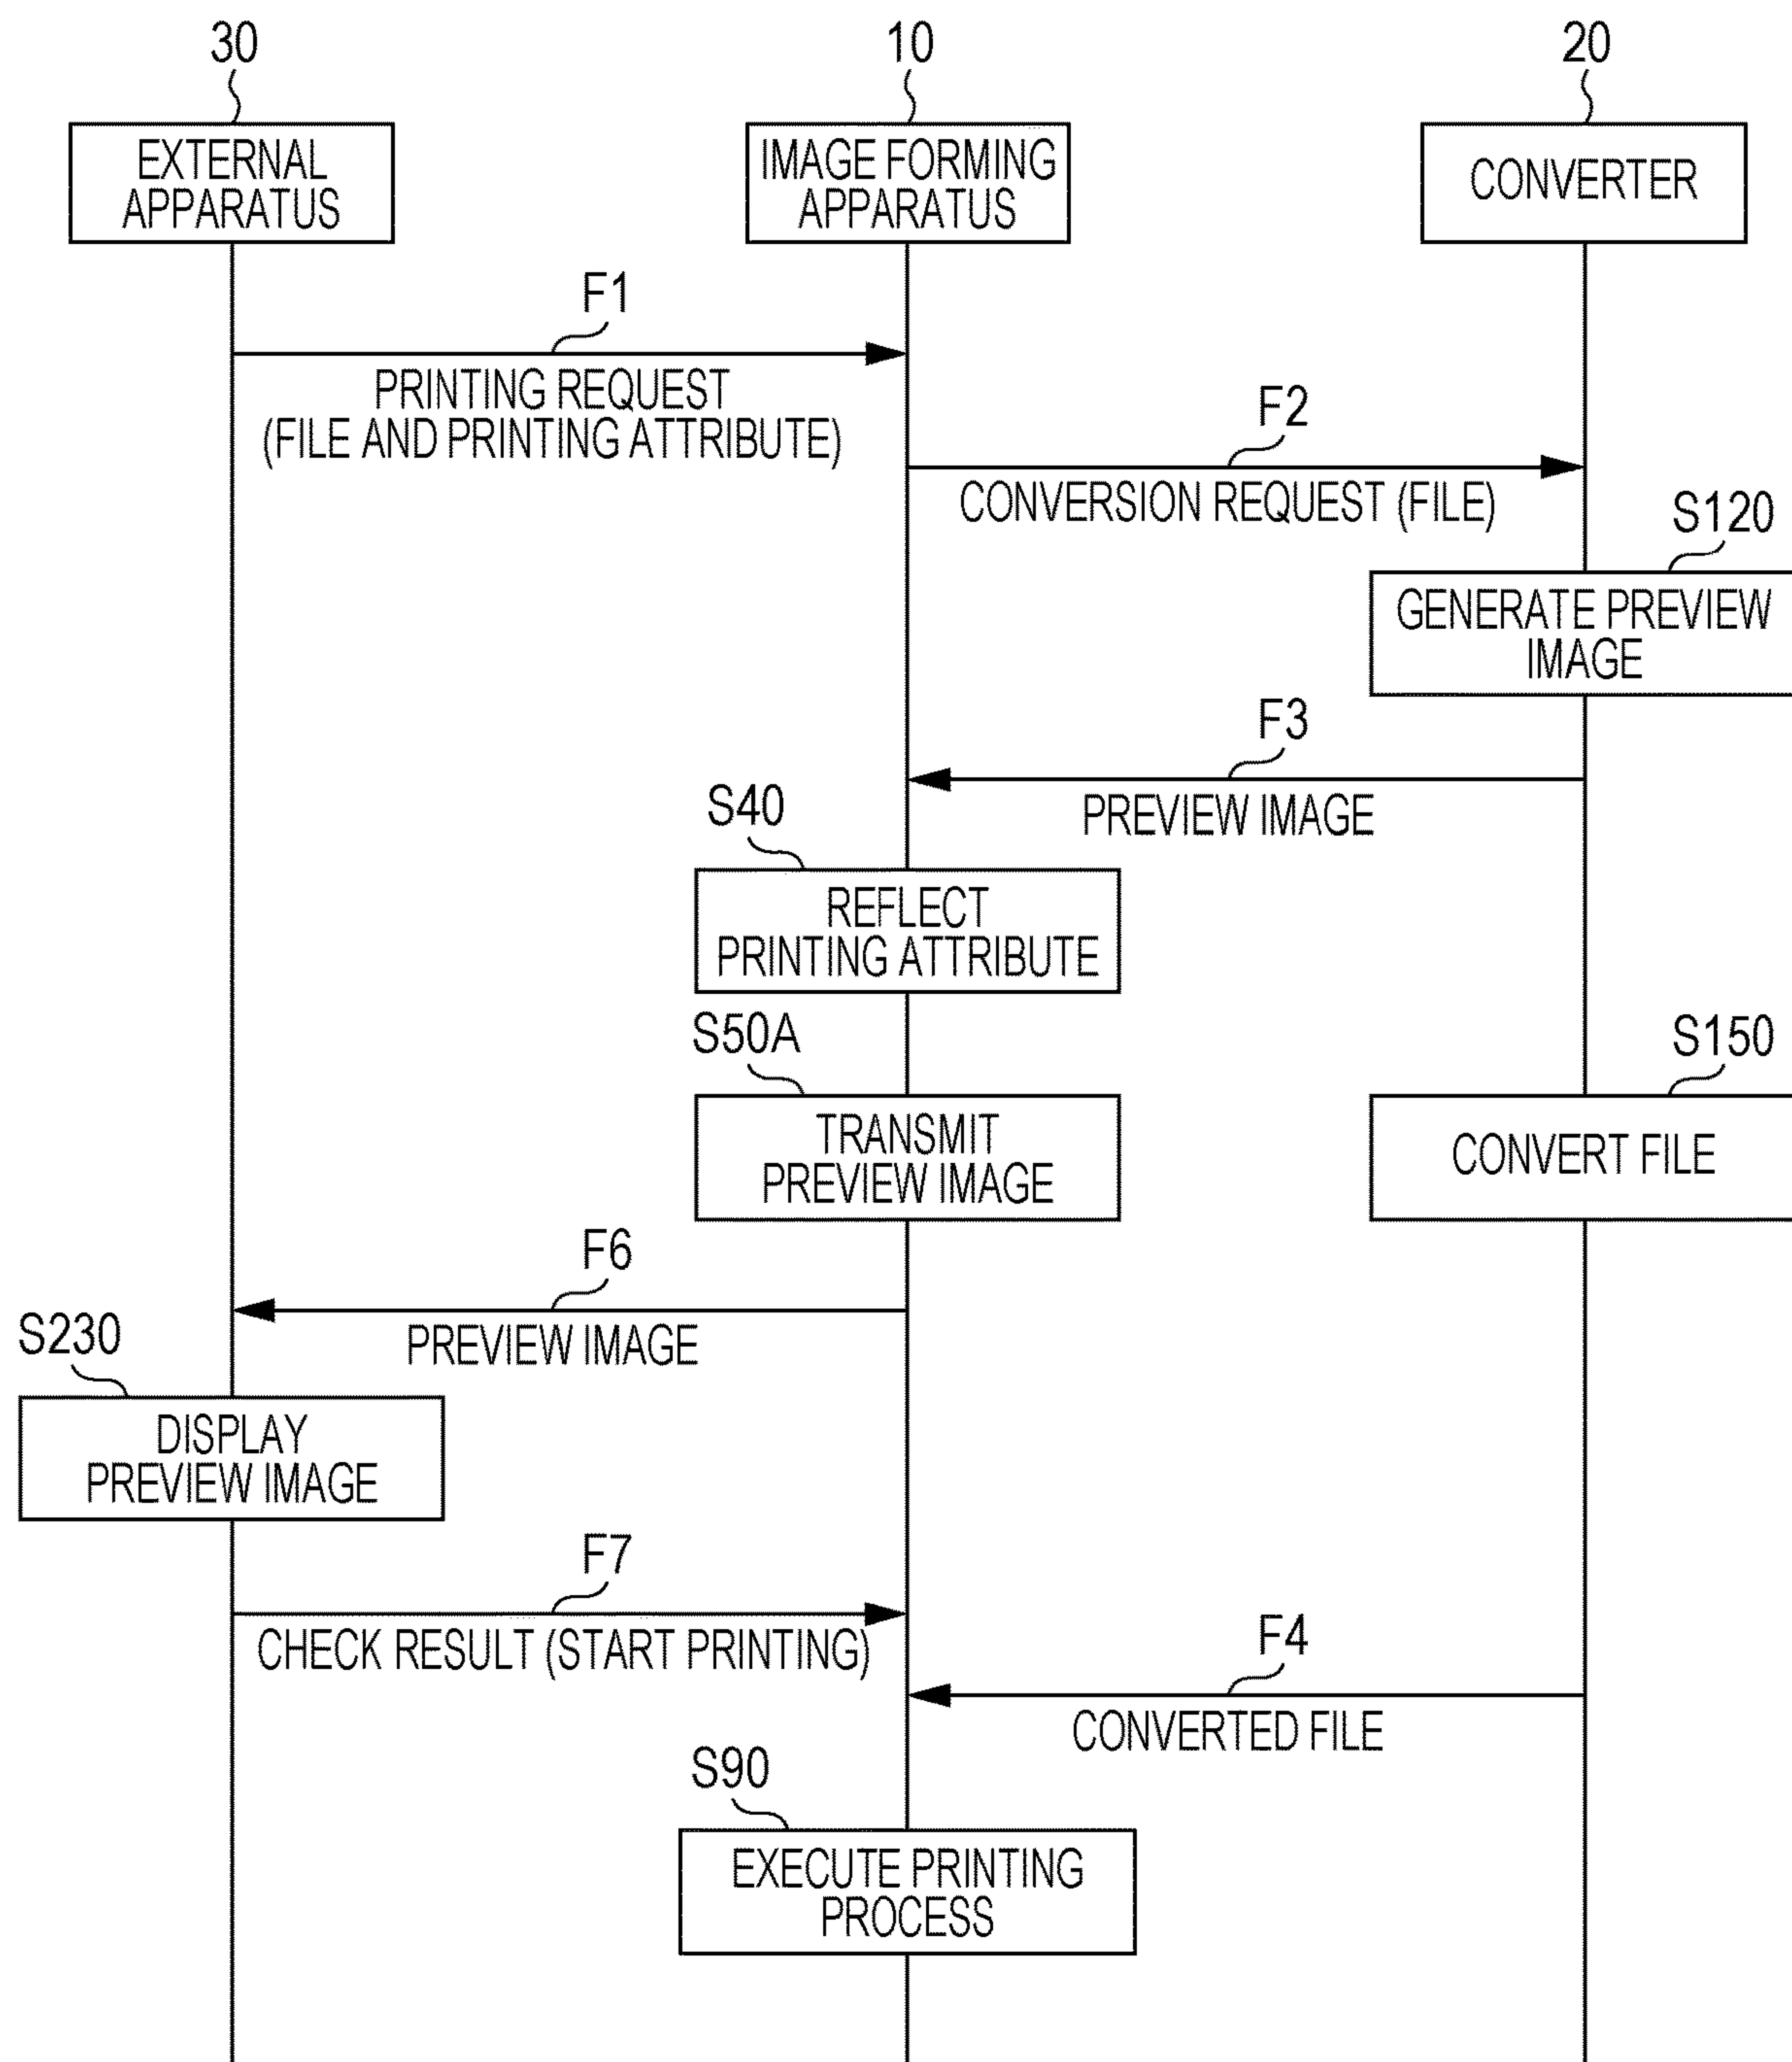 30
10
20
EXTERNAL
APPARATUS
IMAGE FORMING
APPARATUS
CONVERTER
F1
PRINTING REQUEST
(FILE AND PRINTING ATTRIBUTE)
F2
CONVERSION REQUEST (FILE)
S120
GENERATE PREVIEW
IMAGE
F3
PREVIEW IMAGE
S40
REFLECT
PRINTING ATTRIBUTE
S50A
TRANSMIT
PREVIEW IMAGE
S150
CONVERT FILE
F6
PREVIEW IMAGE
S230
DISPLAY
PREVIEW IMAGE
F7
CHECK RESULT (START PRINTING)
F4
CONVERTED FILE
S90
EXECUTE PRINTING
PROCESS